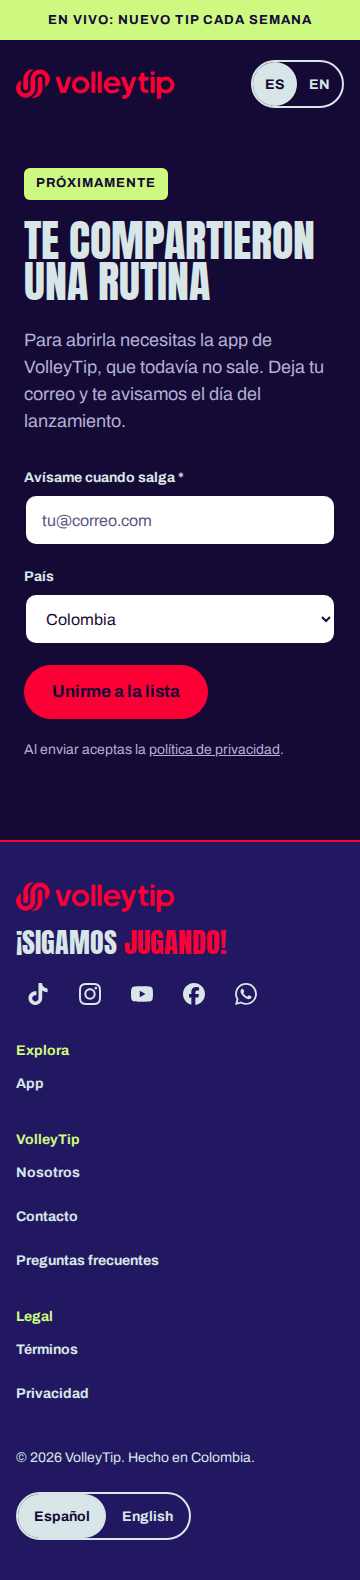 EN VIVO: NUEVO TIP CADA SEMANA
volleytip
ES EN
PRÓXIMAMENTE
TE COMPARTIERON
UNA RUTINA
Para abrirla necesitas la app de
VolleyTip, que todavía no sale. Deja tu
correo y te avisamos el día del
lanzamiento.
Avísame cuando salga *
tu@correo.com
País
Colombia
Unirme a la lista
Al enviar aceptas la política de privacidad.
volleytip
¡SIGAMOS JUGANDO!
Explora
App
VolleyTip
Nosotros
Contacto
Preguntas frecuentes
Legal
Términos
Privacidad
© 2026 VolleyTip. Hecho en Colombia.
Español English